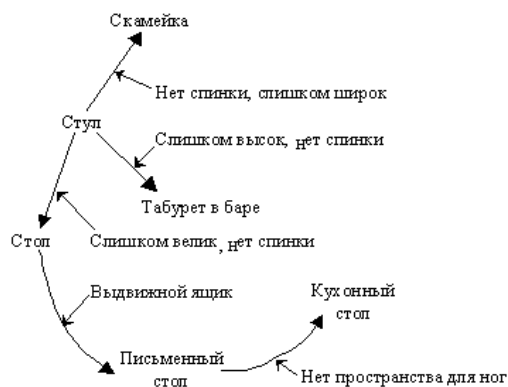 Скамейка
Нет спинки, слишком широк
Стул
Слишком высок, нет спинки
Табурет в баре
Стол
Слишком велик, нет спинки
Выдвижной ящик
Кухонный
стол
Письменный
стол
Нет пространства для ног